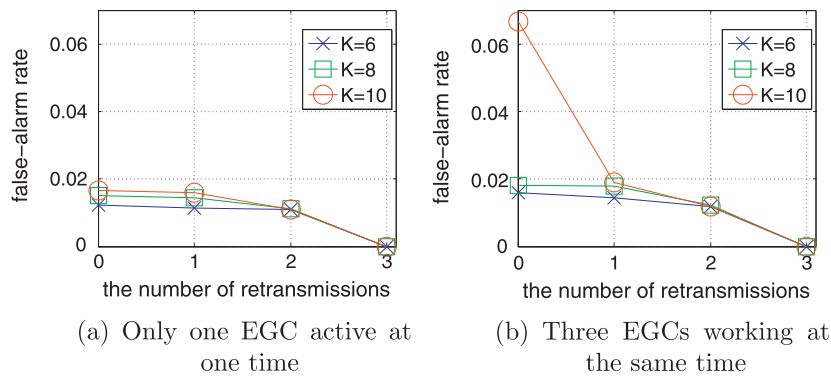 0.06
0.04
0.02
0
false−alarm rate
K=6
K=8
K=10
0 1 2 3
the number of retransmissions
(a) Only one EGC active at
one time
0.06
0.04
0.02
0
false−alarm rate
K=6
K=8
K=10
0 1 2 3
the number of retransmissions
(b) Three EGCs working at
the same time